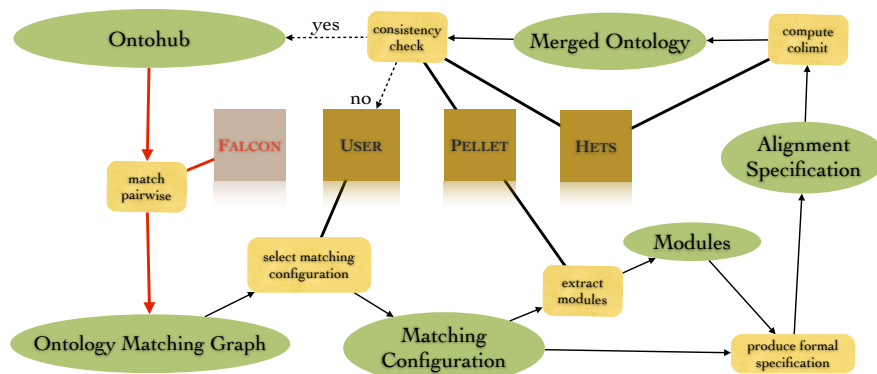 Ontohub
yes
consistency
check
Merged Ontology
compute
colimit
no
FALCON
USER
PELLET
HETS
match
pairwise
Alignment
Specification
select matching
configuration
Modules
extract
modules
Ontology Matching Graph
Matching
Configuration
produce formal
specification